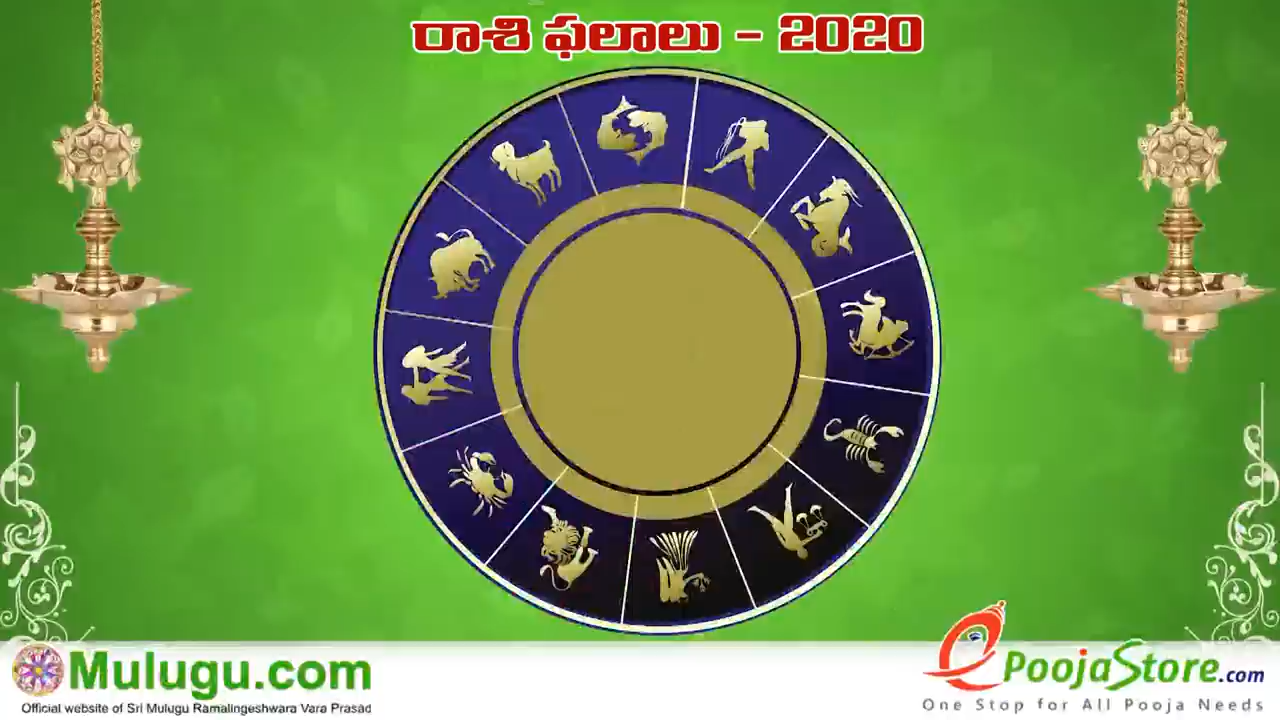 రాశి ఫలాలు - 2020
Mulugu.com
Official website of Sri Mulugu Ramalingeshwara Vara Prasad
ePoojaStore.com
One Stop for All Pooja Needs